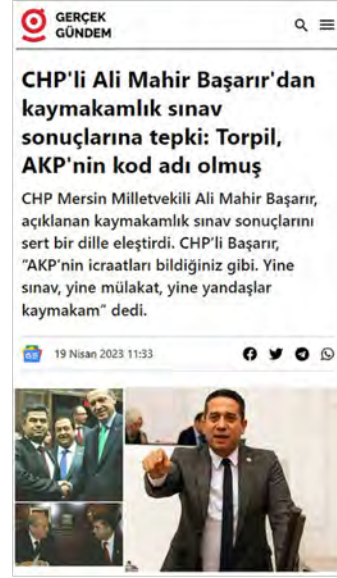 GERÇEK
GÜNDEM
CHP'li Ali Mahir Başarır'dan
kaymakamlık sınav
sonuçlarına tepki: Torpil,
AKP'nin kod adı olmuş
CHP Mersin Milletvekili Ali Mahir Başarır,
açıklanan kaymakamlık sınav sonuçlarını
sert bir dille eleştirdi. CHP'li Başarır,
"AKP'nin icraatları bildiğiniz gibi. Yine
sınav, yine mülakat, yine yandaşlar
kaymakam" dedi.
19 Nisan 2023 11:33